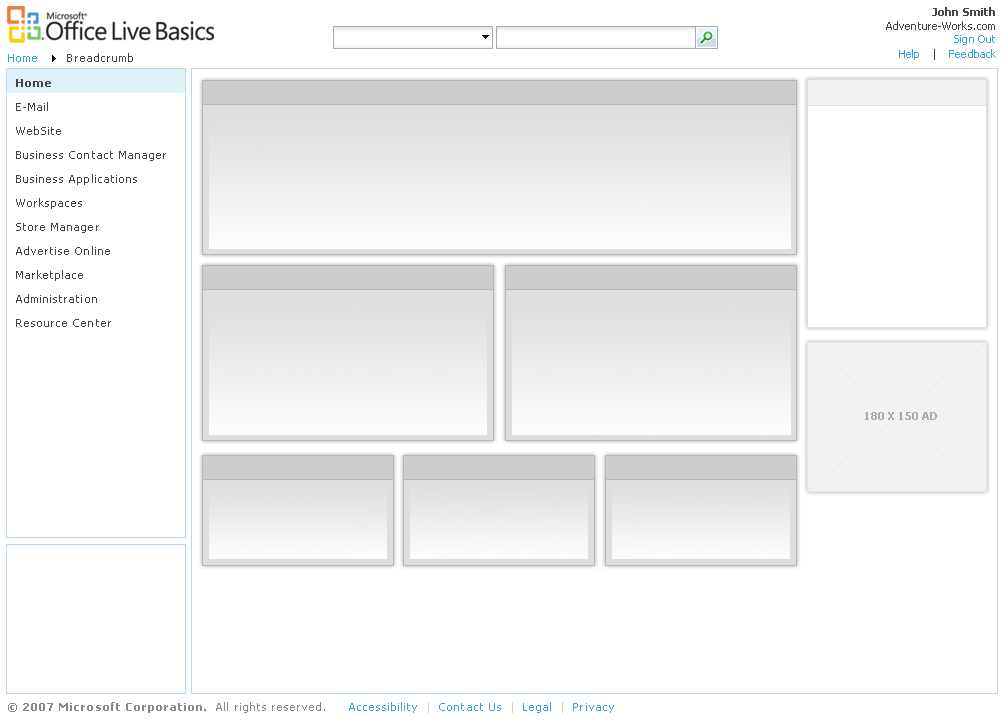 Microsoft®
Office Live Basics
John Smith
Adventure-Works.com
Sign Out
Help | Feedback
Home Breadcrumb
Home
E-Mail
WebSite
Business Contact Manager
Business Applications
Workspaces
Store Manager
Advertise Online
Marketplace
Administration
Resource Center
180 X 150 AD
© 2007 Microsoft Corporation. All rights reserved. Accessibility | Contact Us | Legal | Privacy